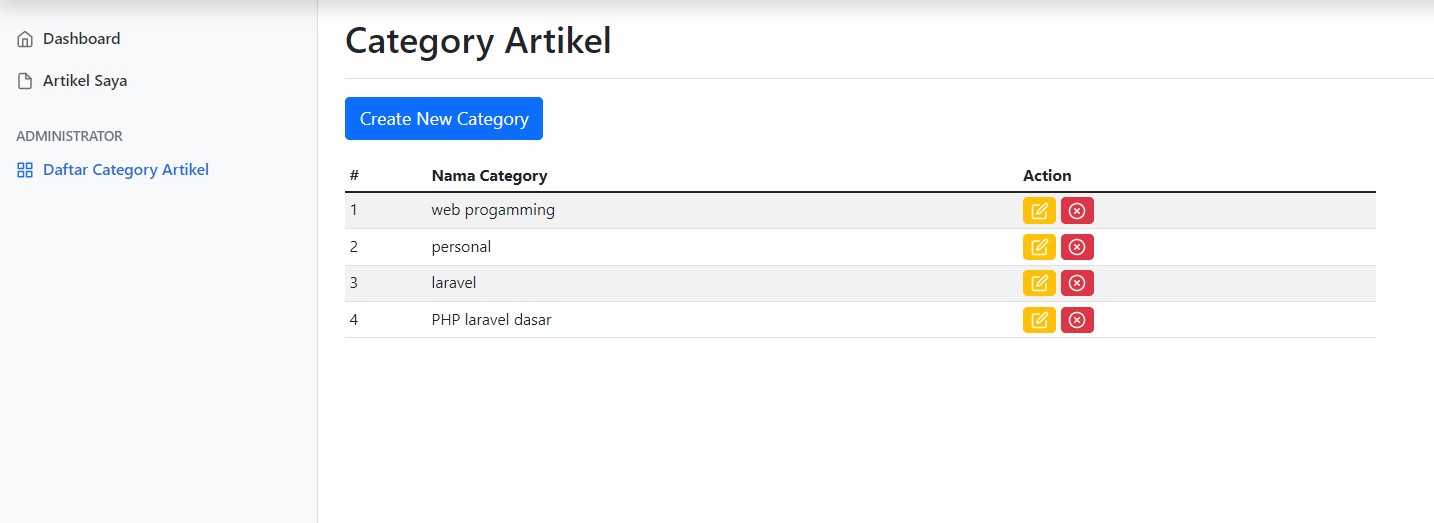 Dashboard
Artikel Saya
ADMINISTRATOR
Daftar Category Artikel
Category Artikel
Create New Category
# Nama Category Action
1 web progamming
2 personal
3 laravel
4 PHP laravel dasar